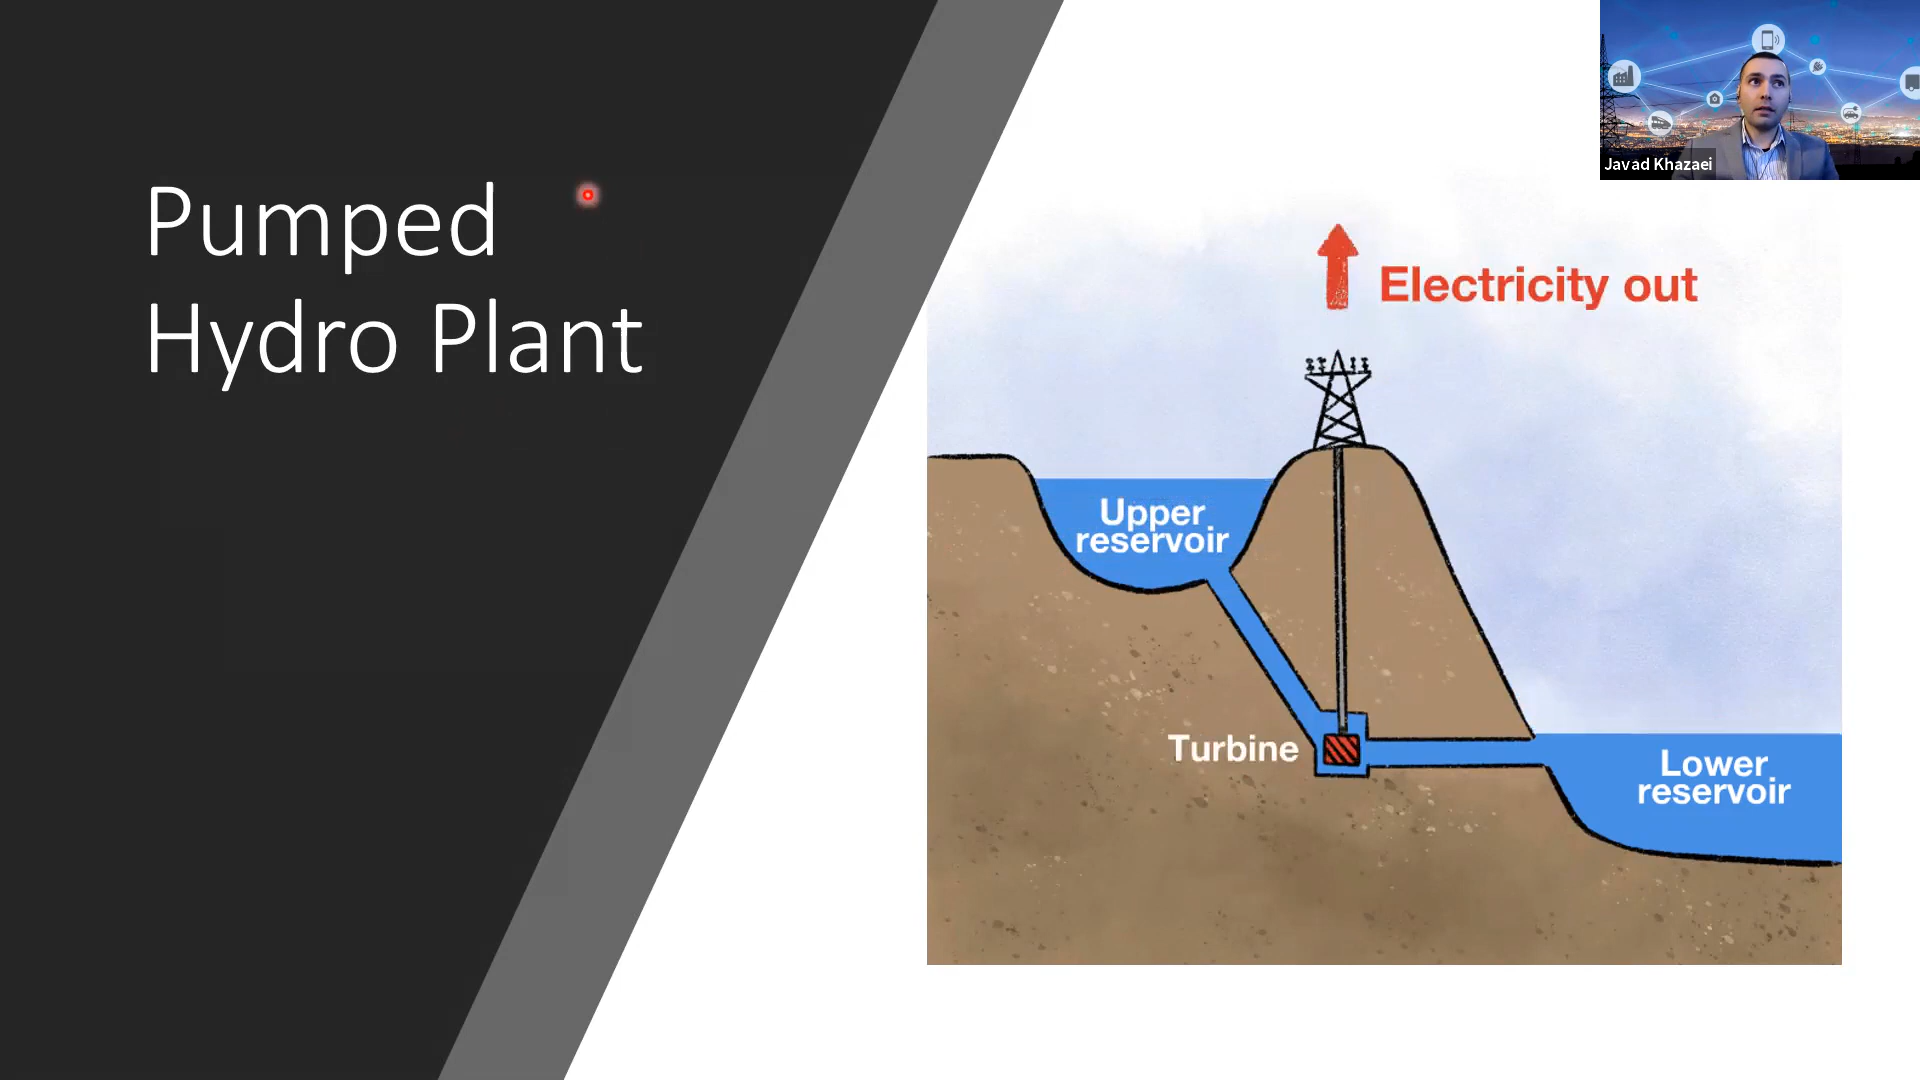 Pumped
Hydro Plant
Javad Khazaei
Electricity out
Upper
reservoir
Turbine
Lower
reservoir